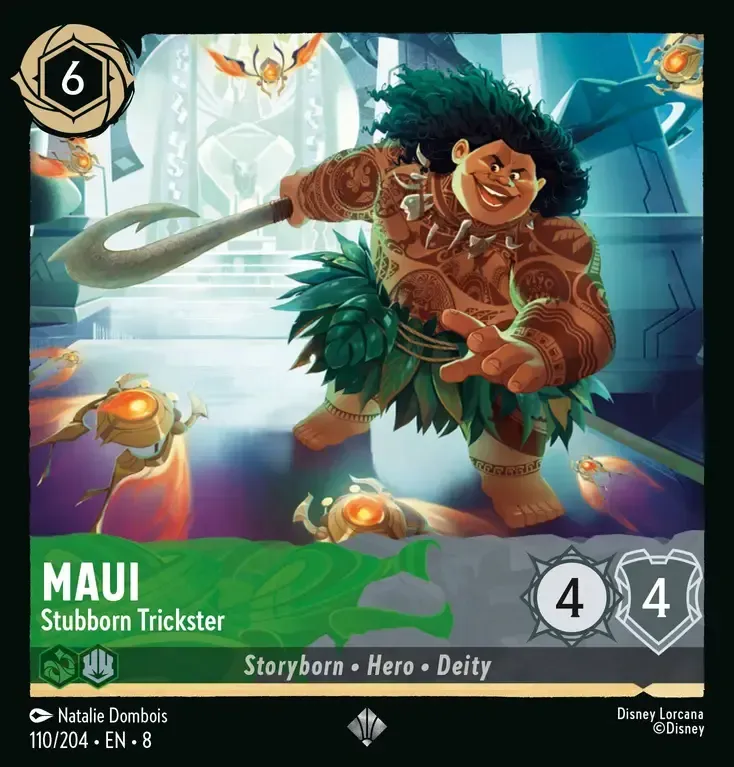 6
MAUI
Stubborn Trickster
4
4
Storyborn • Hero • Deity
Natalie Dombois
110/204 • EN • 8
Disney Lorcana
©Disney